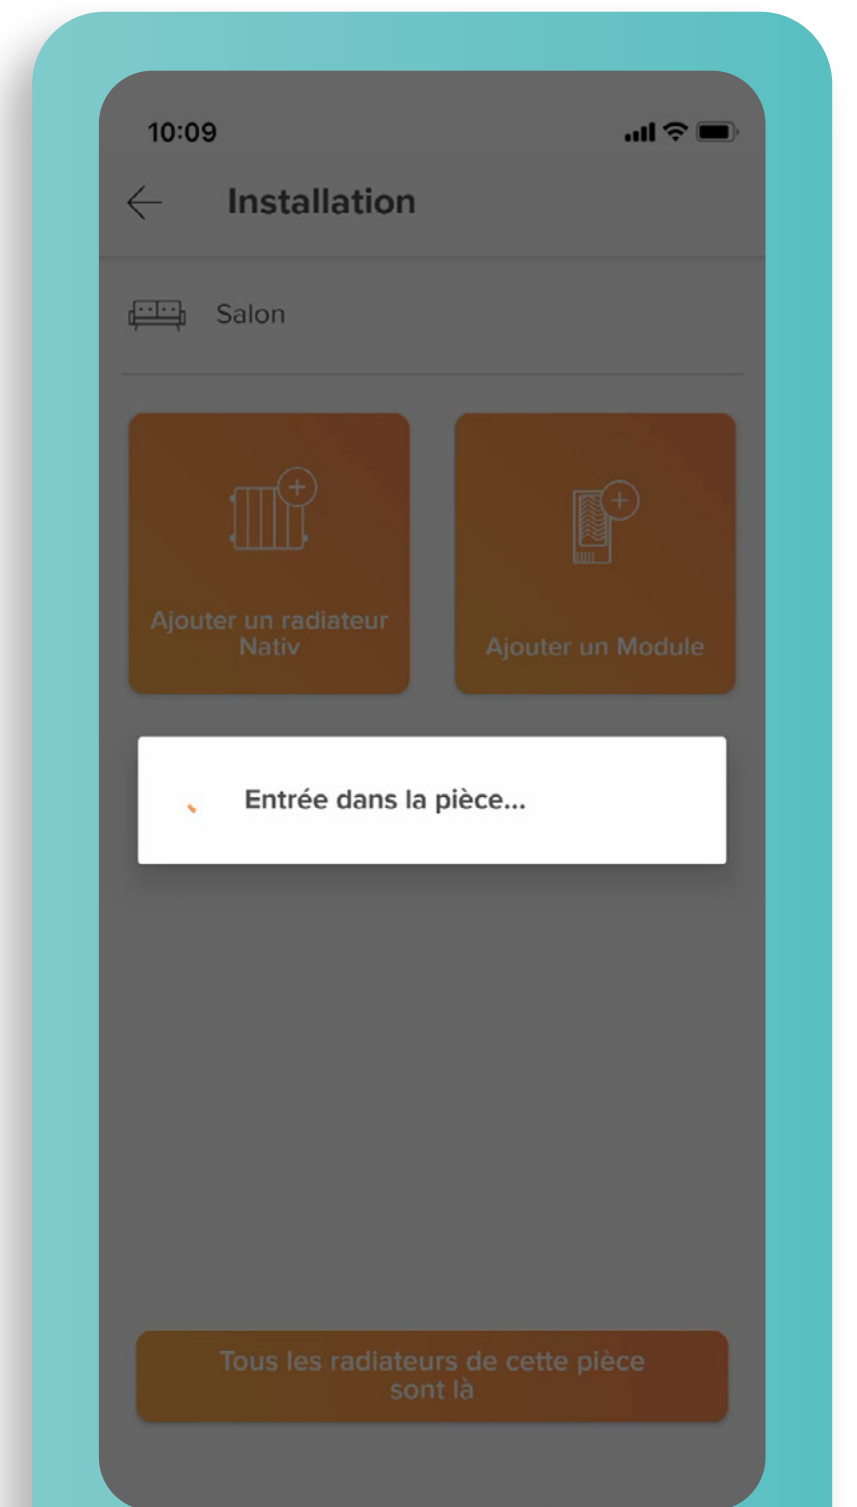 10:09
Installation
Salon
Ajouter un radiateur
Nativ
Ajouter un Module
Entrée dans la pièce...
Tous les radiateurs de cette pièce
sont là